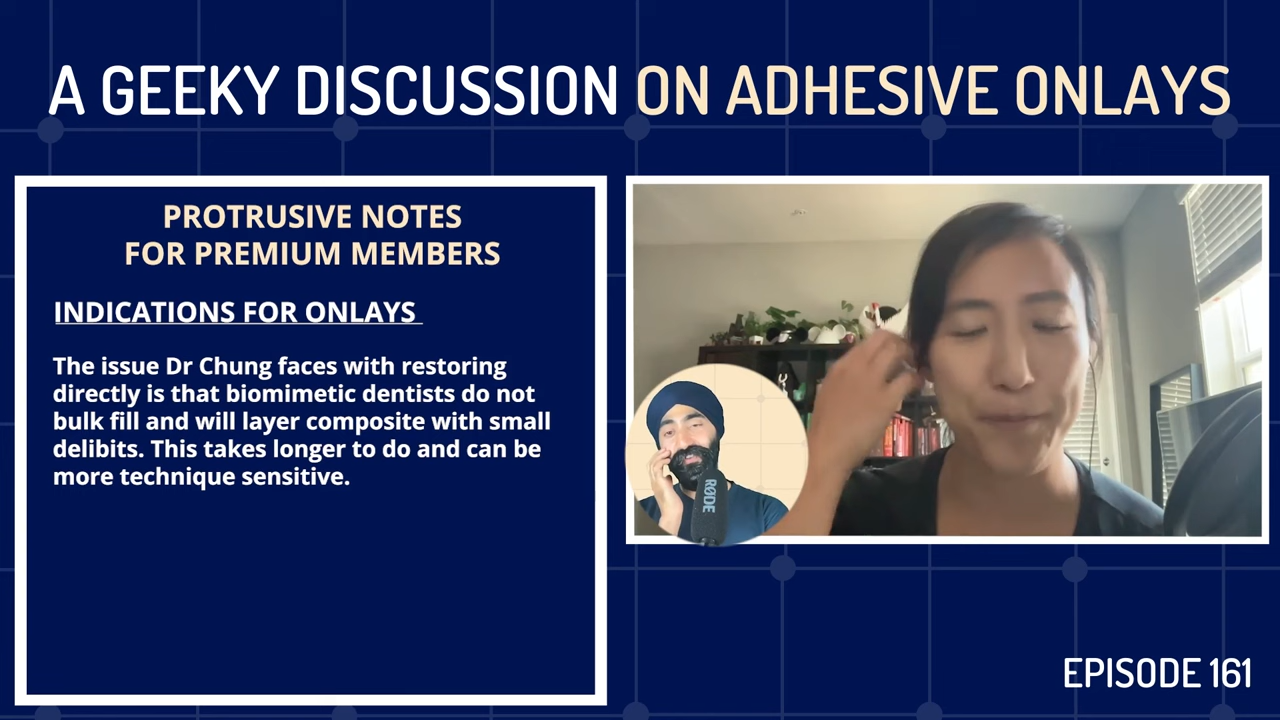 A GEEKY DISCUSSION ON ADHESIVE ONLAYS
PROTRUSIVE NOTES
FOR PREMIUM MEMBERS
INDICATIONS FOR ONLAYS
The issue Dr Chung faces with restoring
directly is that biomimetic dentists do not
bulk fill and will layer composite with small
delibits. This takes longer to do and can be
more technique sensitive.
RØDE
EPISODE 161